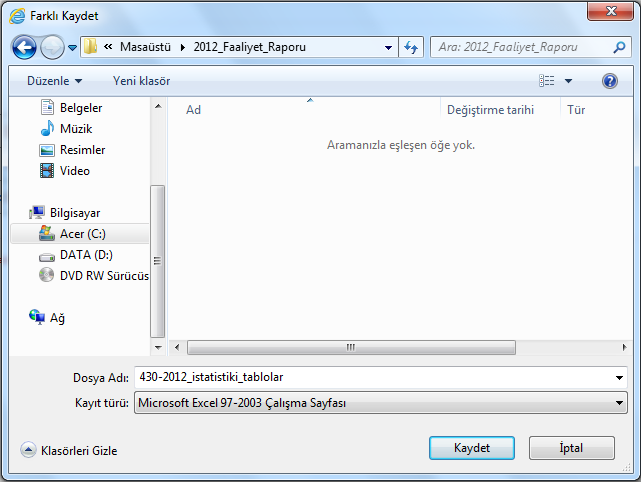 Farklı Kaydet
« Masaüstü 2012_Faaliyet_Raporu
Ara: 2012_Faaliyet_Raporu
Düzenle Yeni klasör
Ad Değiştirme tarihi Tür
Aramanızla eşleşen öğe yok.
Belgeler
Müzik
Resimler
Video
Bilgisayar
Acer (C:)
DATA (D:)
DVD RW Sürücüs
Ağ
Dosya Adı: 430-2012_istatistiki_tablolar
Kayıt türü: Microsoft Excel 97-2003 Çalışma Sayfası
Klasörleri Gizle
Kaydet
İptal